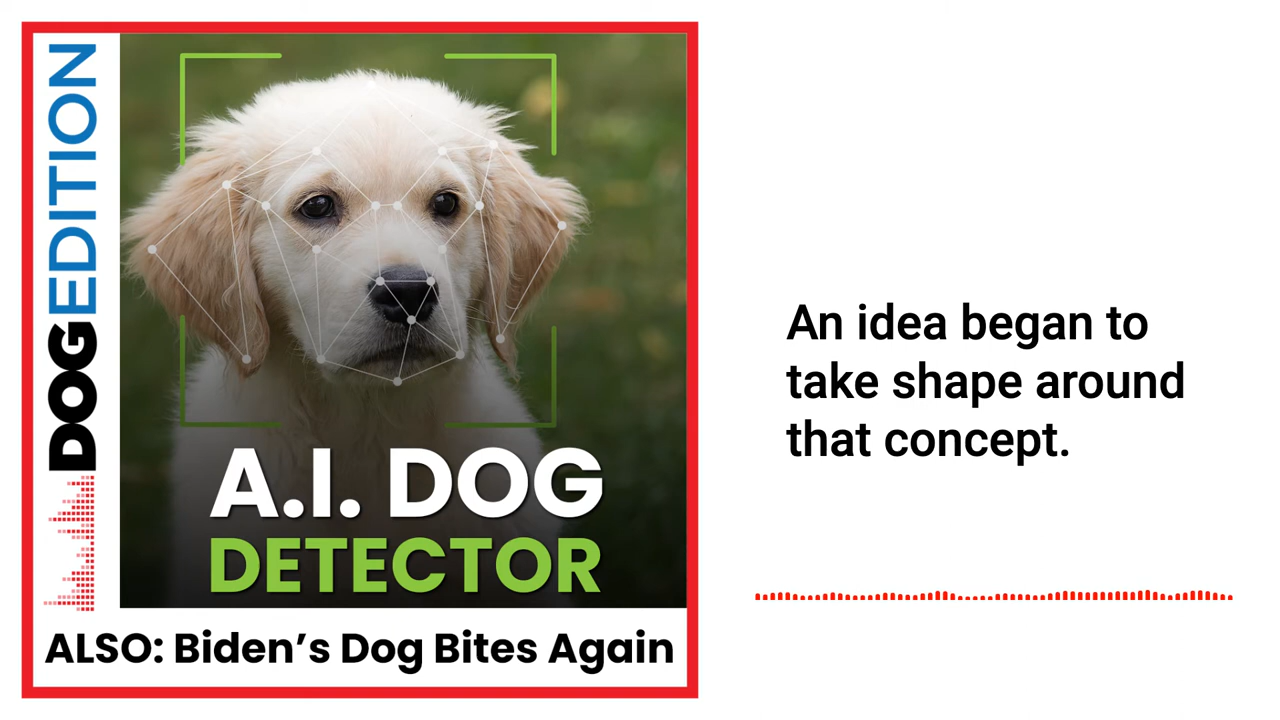 DOGEDITION
A.I. DOG
DETECTOR
ALSO: Biden’s Dog Bites Again
An idea began to
take shape around
that concept.